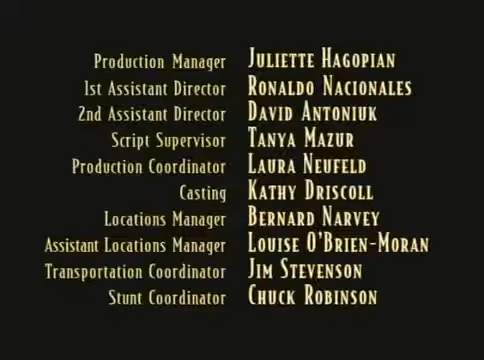 Production Manager JULIETTE HAGOPIAN
1st Assistant Director RONALDO NACIONALES
2nd Assistant Director DAVID ANTONIUK
Script Supervisor TANYA MAZUR
Production Coordinator LAURA NEUFELD
Casting KATHY DRISCOLL
Locations Manager BERNARD NARVEY
Assistant Locations Manager LOUISE O'BRIEN-MORAN
Transportation Coordinator JIM STEVENSON
Stunt Coordinator CHUCK ROBINSON